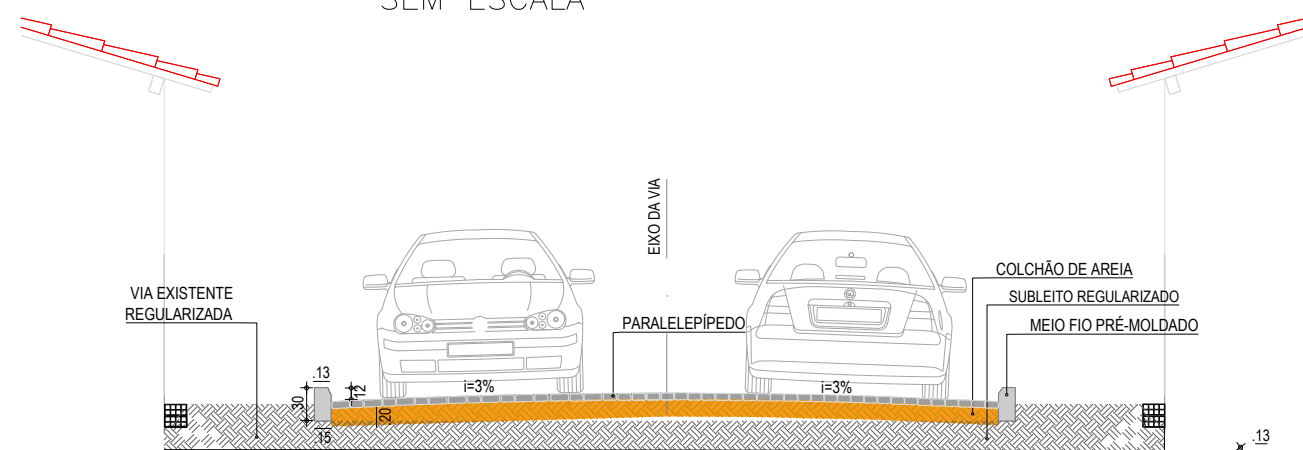 SEM ESCALA
EIXO DA VIA
COLCHÃO DE AREIA
VIA EXISTENTE
REGULARIZADA
SUBLEITO REGULARIZADO
PARALELEPÍPEDO
MEIO FIO PRÉ-MOLDADO
.13
12
i=3%
i=3%
30
20
.15
.13